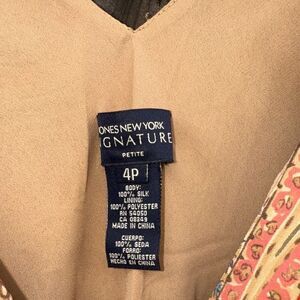 ONES NEW YORK
GNATURE
PETITE
4P
BODY:
100% SILK
LINING:
100% POLYESTER
RN 54050
CA 08349
MADE IN CHINA
CUERPO:
100% SEDA
FORRO:
100% POLIESTER
HECHO EN CHINA